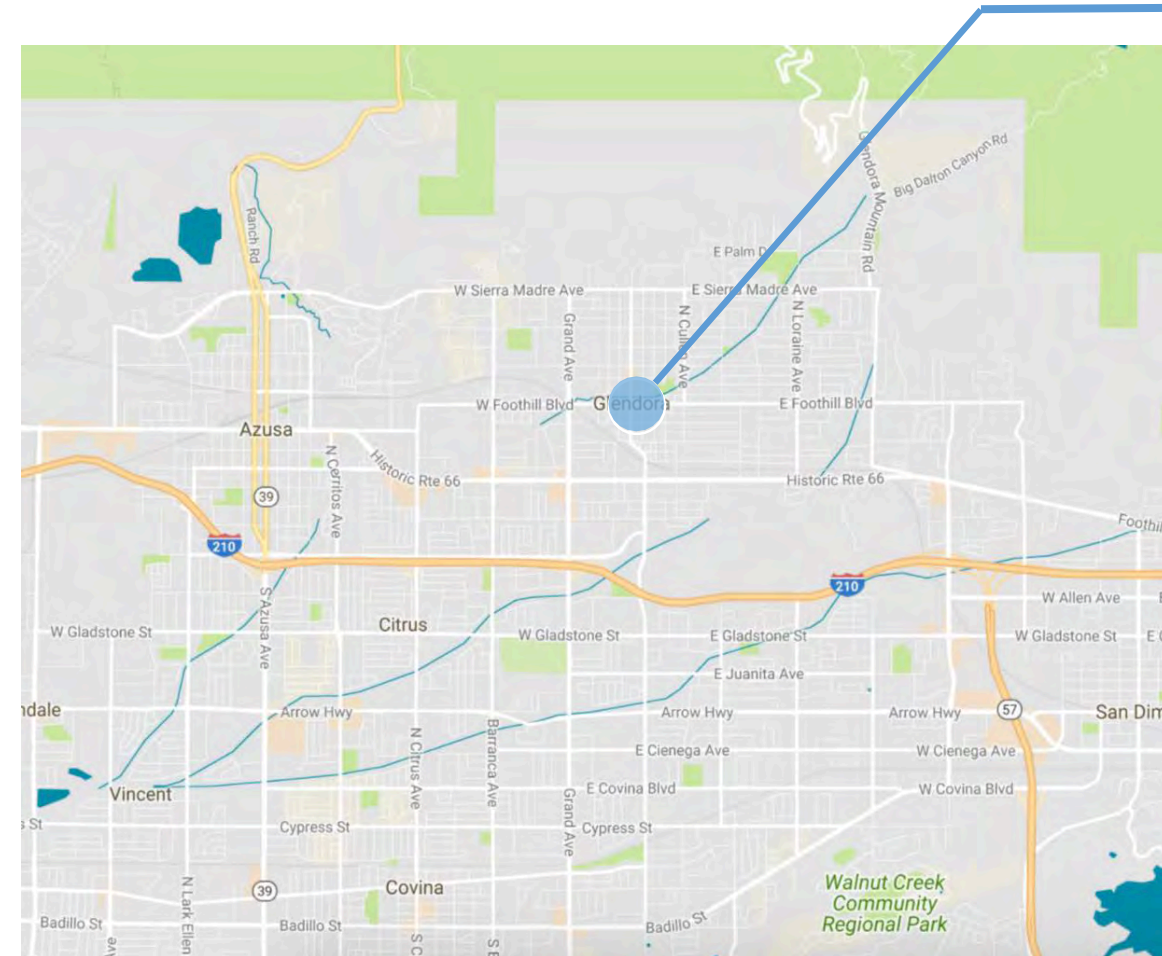 Glendora Mountain Rd
Big Dalton Canyon Rd
Ranch Rd
E Palm D
W Sierra Madre Ave
E Sierra Madre Ave
Grand Ave
N Cullen Ave
N Loraine Ave
W Foothill Blvd
Glendora
E Foothill Blvd
Azusa
N Cerritos Ave
Historic Rte 66
Historic Rte 66
39
Foothil
210
210
S Azusa Ave
W Allen Ave
W Gladstone St
Citrus
W Gladstone St
E Gladstone St
W Gladstone St
E Juanita Ave
ndale
Arrow Hwy
Arrow Hwy
Arrow Hwy
57
San Dim
N Citrus Ave
Barranca Ave
E Cienega Ave
W Cienega Ave
Vincent
E Covina Blvd
W Covina Blvd
Grand Ave
s St
Cypress St
Cypress St
N Lark Ellen
39
Covina
Walnut Creek
Community
Regional Park
Badillo St
Badillo St
Badillo St
S C